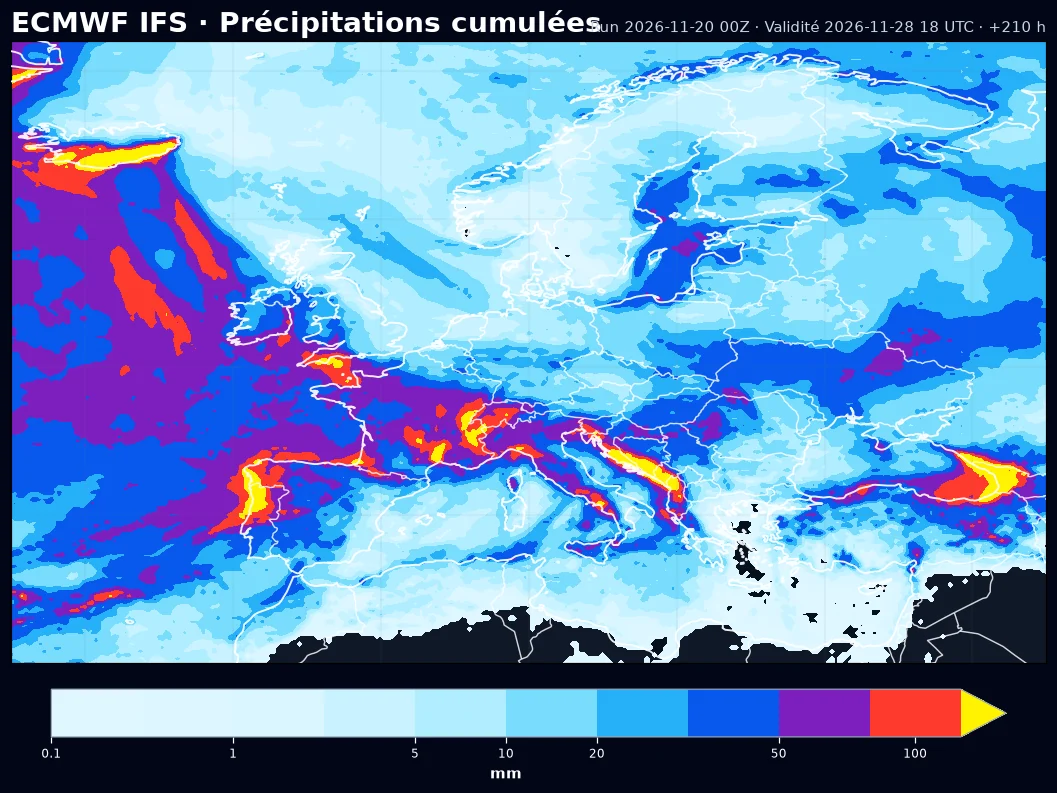 ECMWF IFS · Précipitations cumulées
Run 2026-11-20 00Z · Validité 2026-11-28 18 UTC · +210 h
0.1 1 5 10 20 50 100
mm